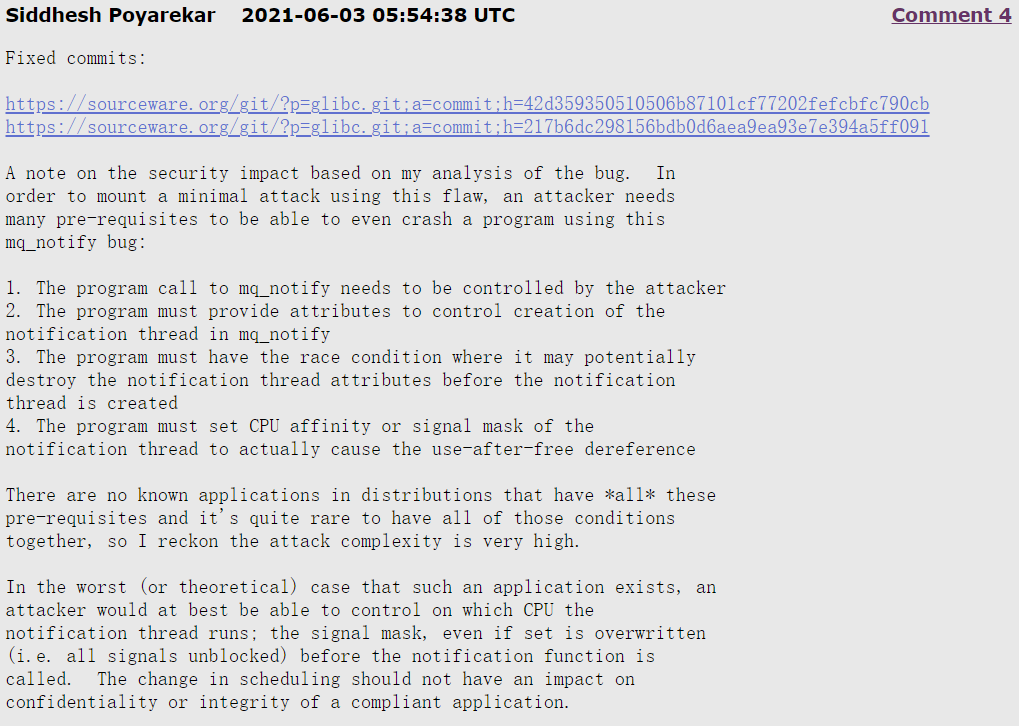 Siddhesh Poyarekar 2021-06-03 05:54:38 UTC Comment 4
Fixed commits:
https://sourceware.org/git/?p=glibc.git;a=commit;h=42d359350510506b87101cf77202fefcbfc790cb
https://sourceware.org/git/?p=glibc.git;a=commit;h=217b6dc298156bdb0d6aea9ea93e7e394a5ff091
A note on the security impact based on my analysis of the bug.  In
order to mount a minimal attack using this flaw, an attacker needs
many pre-requisites to be able to even crash a program using this
mq_notify bug:
1. The program call to mq_notify needs to be controlled by the attacker
2. The program must provide attributes to control creation of the
notification thread in mq_notify
3. The program must have the race condition where it may potentially
destroy the notification thread attributes before the notification
thread is created
4. The program must set CPU affinity or signal mask of the
notification thread to actually cause the use-after-free dereference
There are no known applications in distributions that have *all* these
pre-requisites and it's quite rare to have all of those conditions
together, so I reckon the attack complexity is very high.
In the worst (or theoretical) case that such an application exists, an
attacker would at best be able to control on which CPU the
notification thread runs; the signal mask, even if set is overwritten
(i.e. all signals unblocked) before the notification function is
called.  The change in scheduling should not have an impact on
confidentiality or integrity of a compliant application.